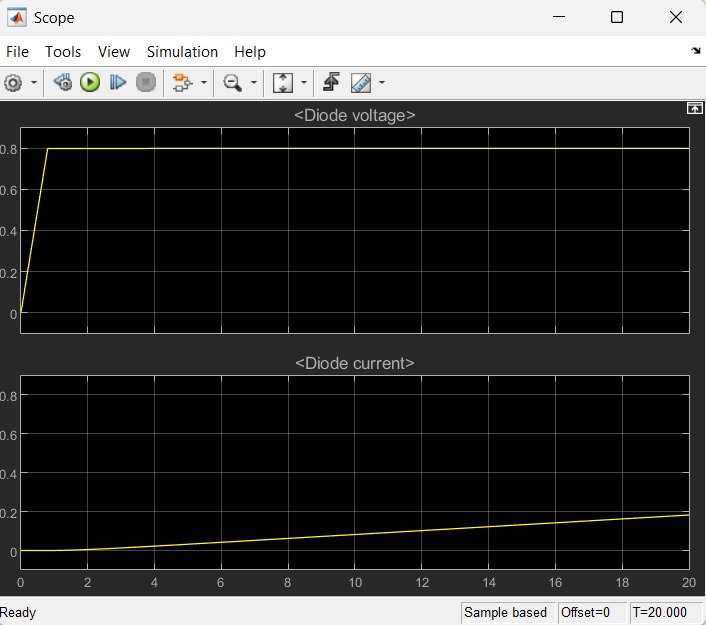 Scope
File Tools View Simulation Help
<Diode voltage>
0.8
0.6
0.4
0.2
0
<Diode current>
0.8
0.6
0.4
0.2
0
0 2 4 6 8 10 12 14 16 18 20
Ready Sample based Offset=0 T=20.000